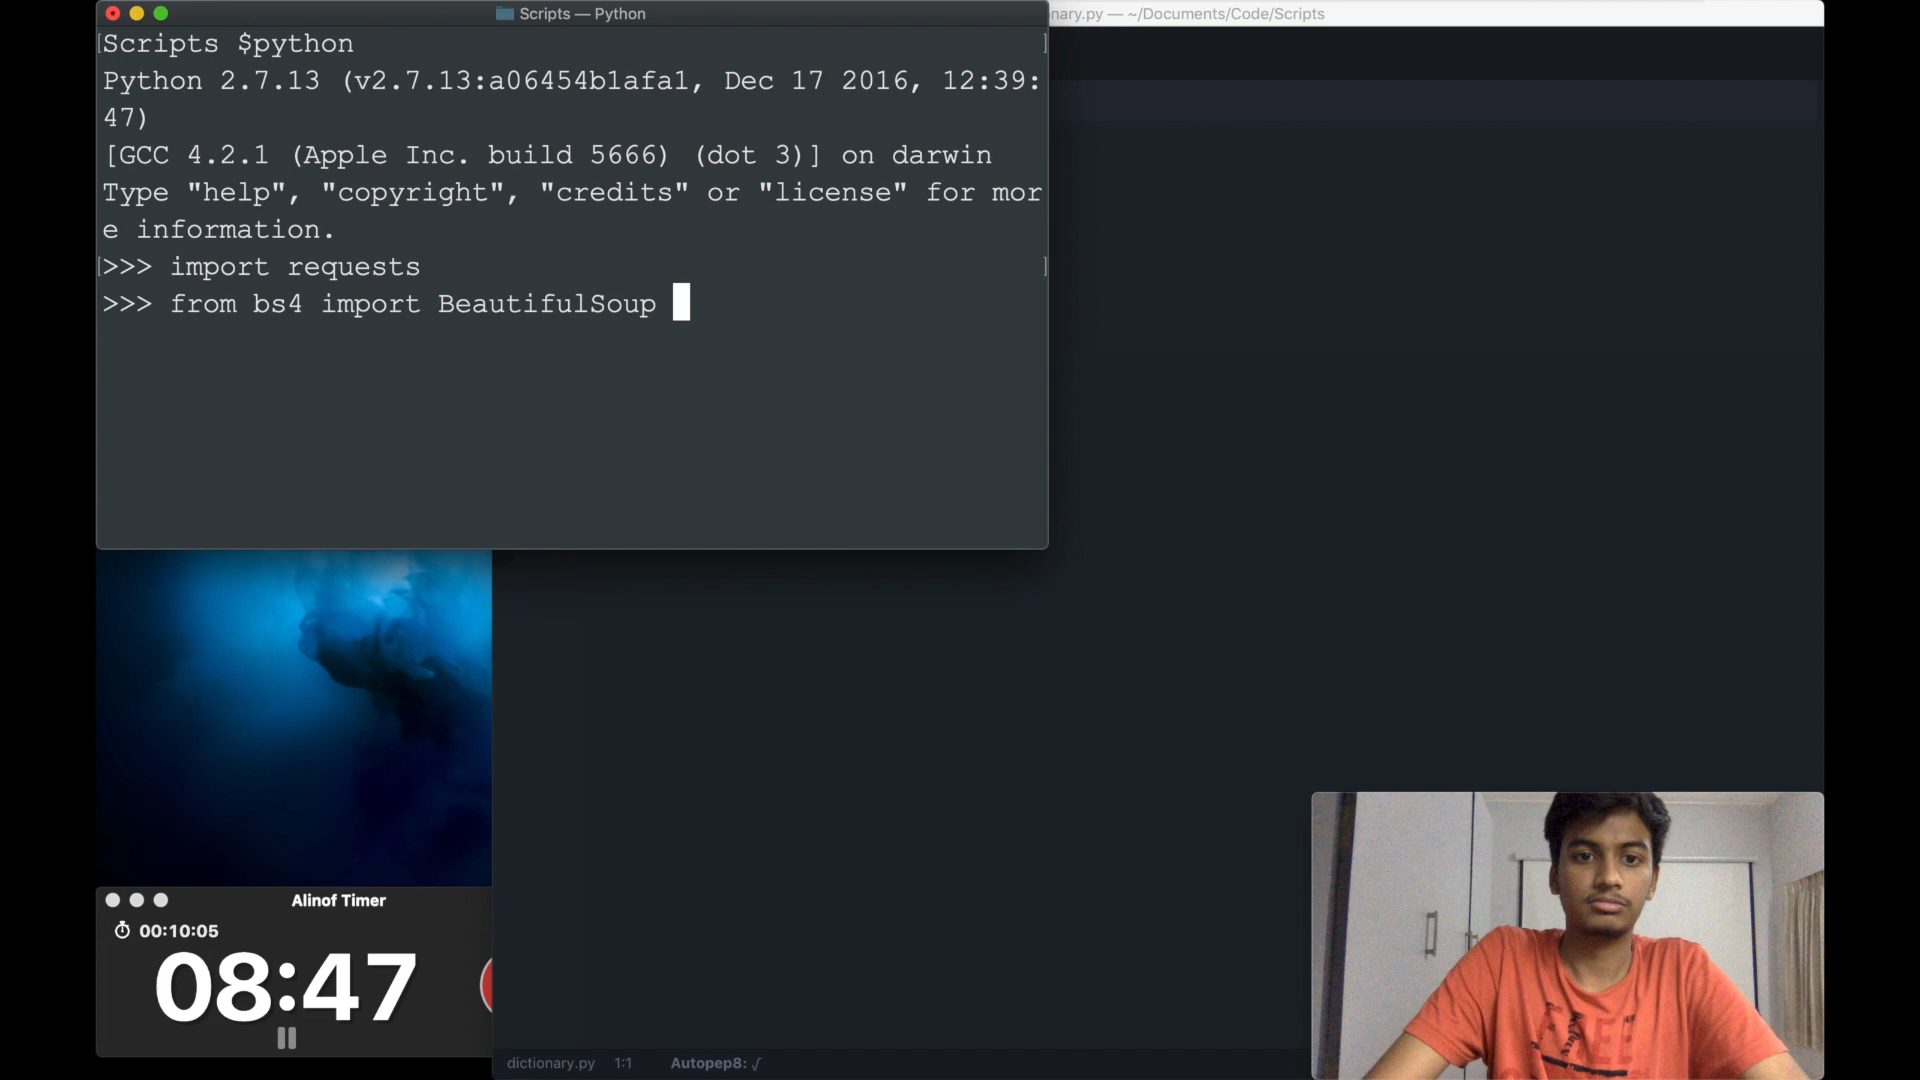 Scripts — Python
nary.py — ~/Documents/Code/Scripts
Scripts $python
Python 2.7.13 (v2.7.13:a06454b1afa1, Dec 17 2016, 12:39:
47)
[GCC 4.2.1 (Apple Inc. build 5666) (dot 3)] on darwin
Type "help", "copyright", "credits" or "license" for mor
e information.
>>> import requests
>>> from bs4 import BeautifulSoup
Alinof Timer
00:10:05
08:47
dictionary.py 1:1 Autopep8: √